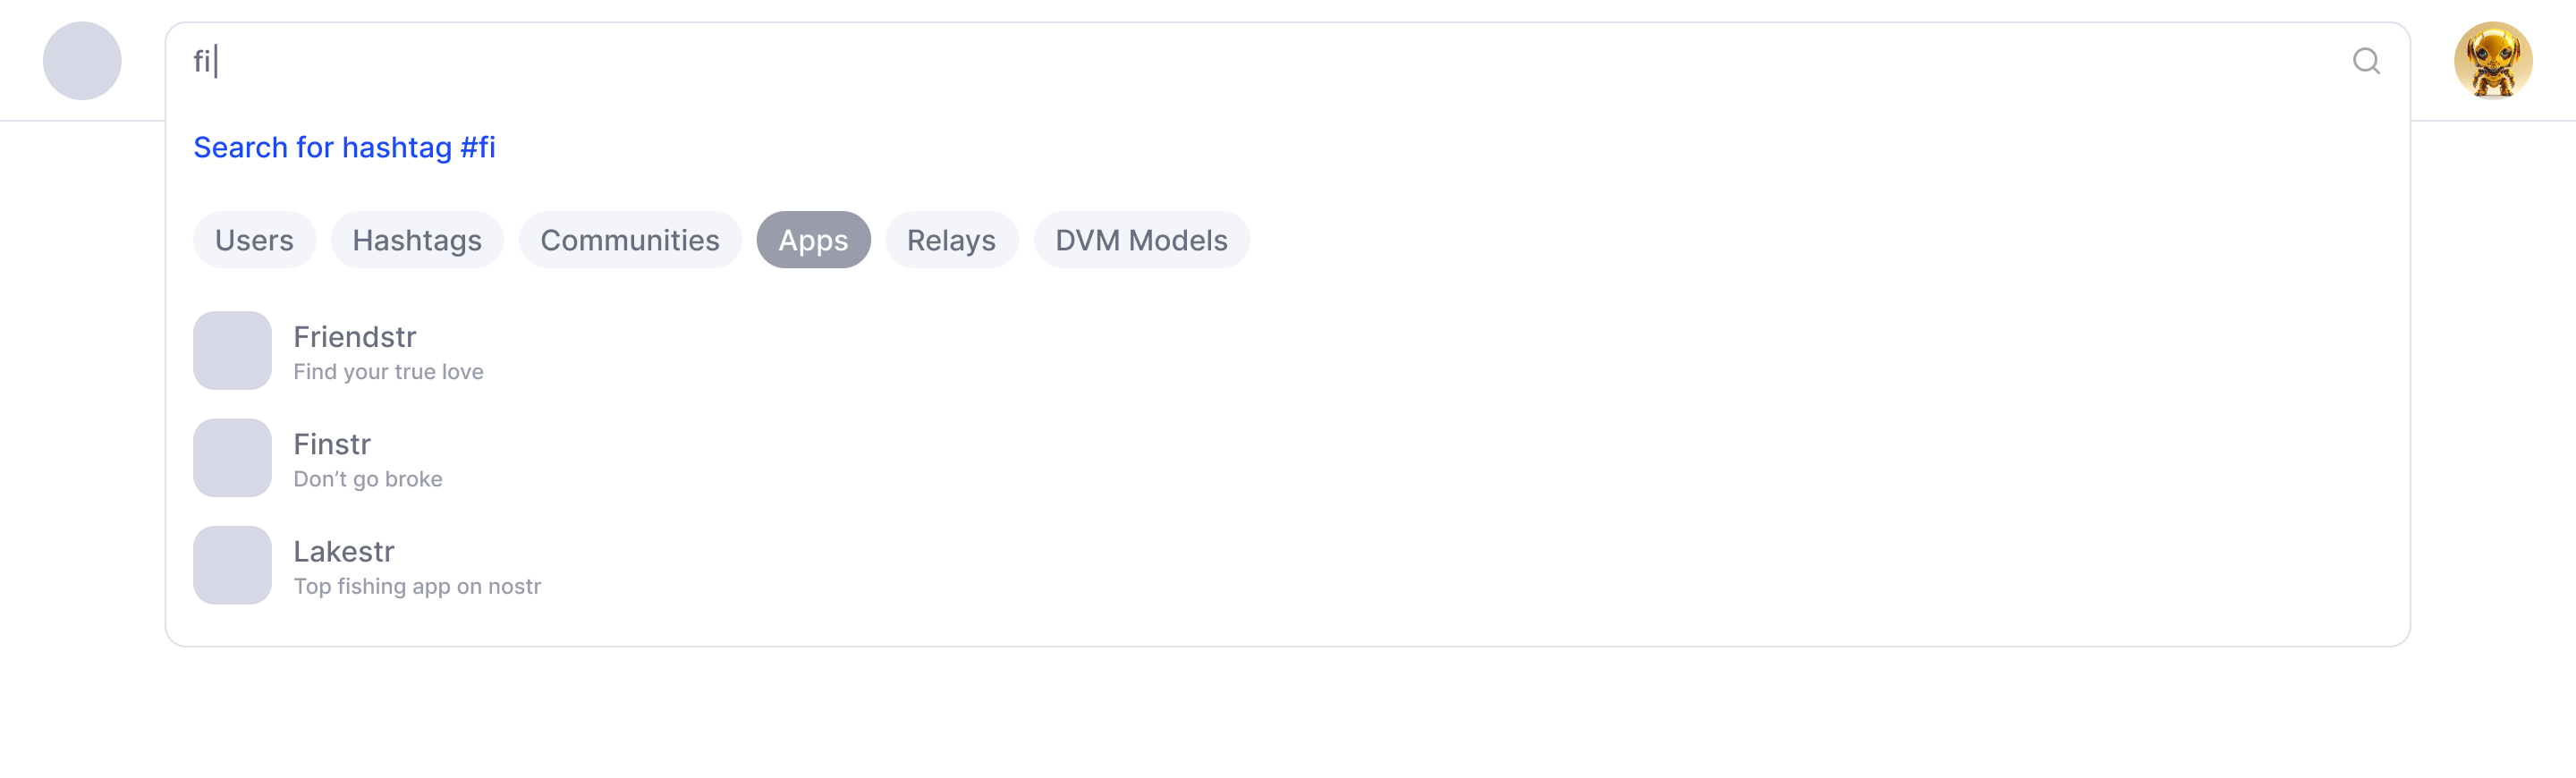 fi
Search for hashtag #fi
Users Hashtags Communities Apps Relays DVM Models
Friendstr
Find your true love
Finstr
Don’t go broke
Lakestr
Top fishing app on nostr